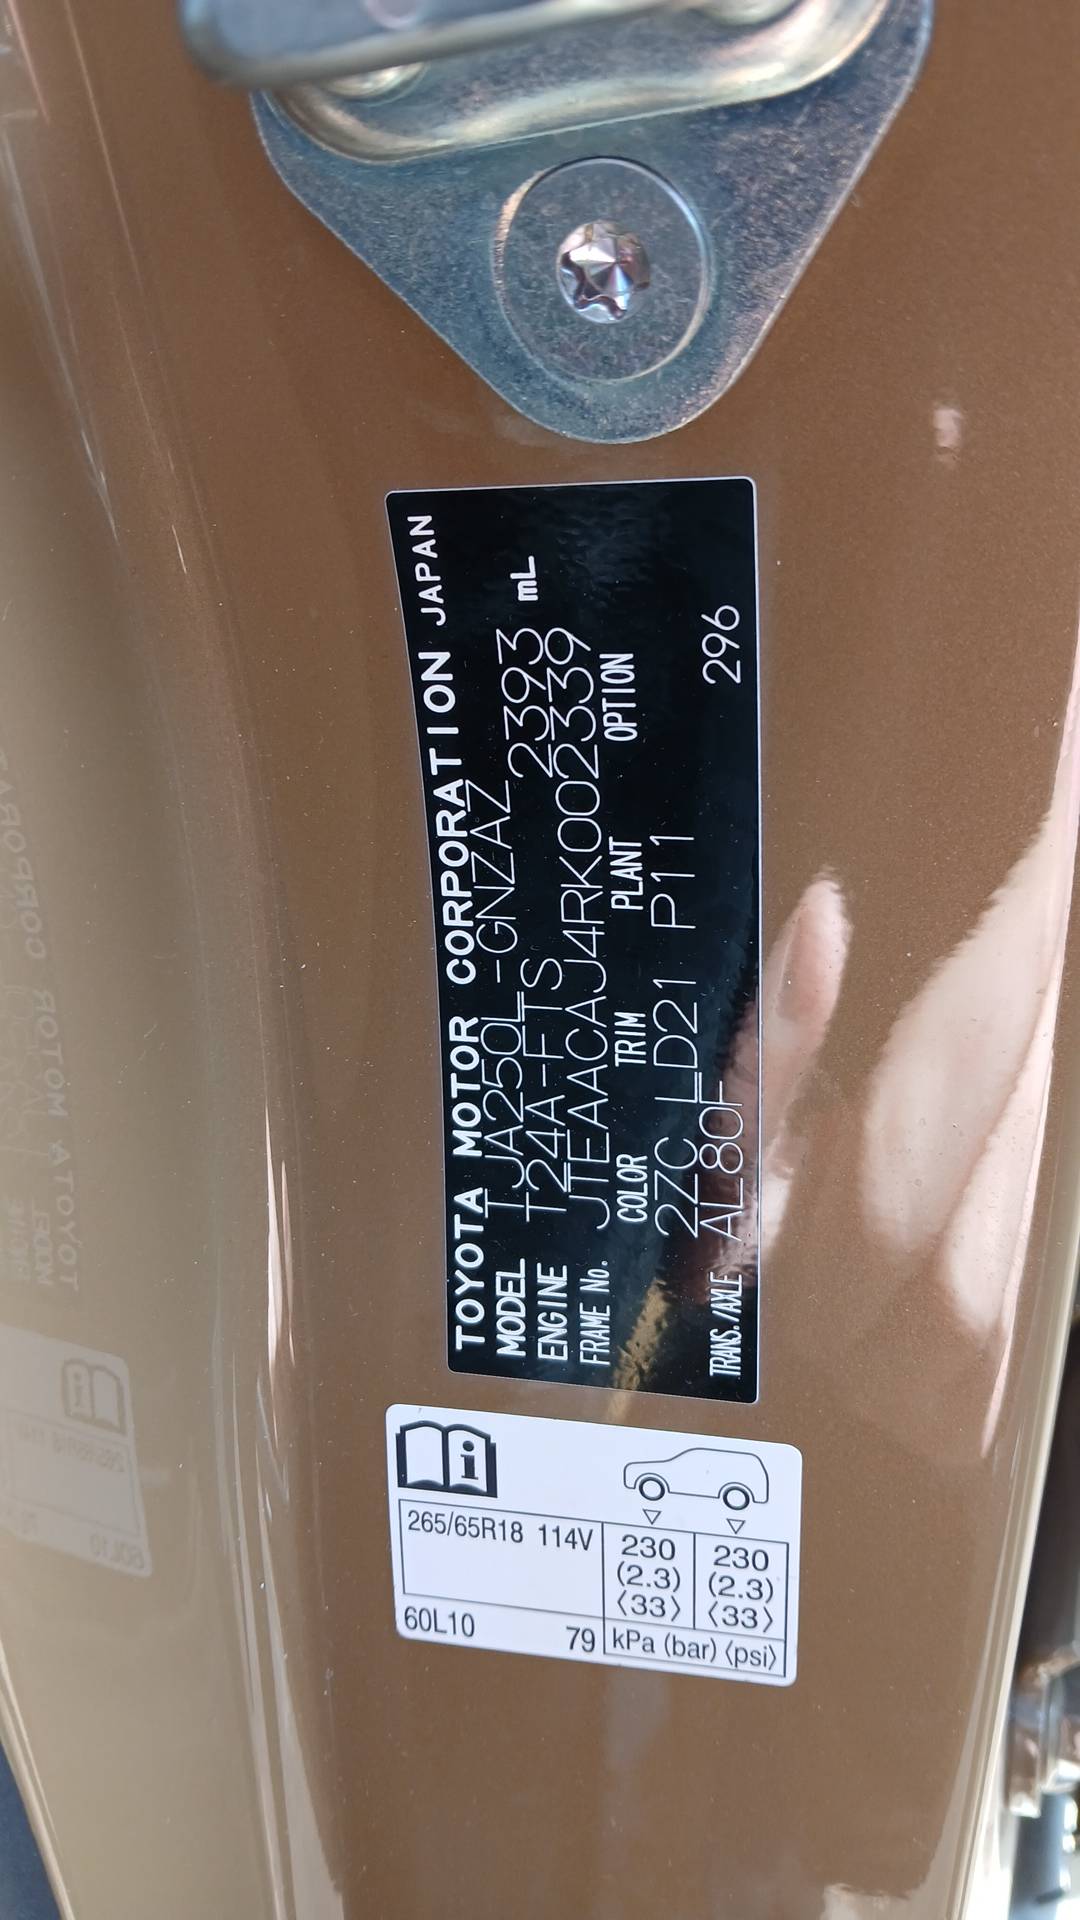 TOYOTA MOTOR CORPORATION JAPAN
MODEL TJA250L-GNZAZ
ENGINE T24A-FTS 2393 mL
FRAME No. JTEAACAJ4RK002339
COLOR TRIM PLANT OPTION
2ZC LD21 P11
TRANS./AXLE AL80F 296
265/65R18 114V
230 230
(2.3) (2.3)
⟨33⟩ ⟨33⟩
60L10 79 kPa (bar) ⟨psi⟩